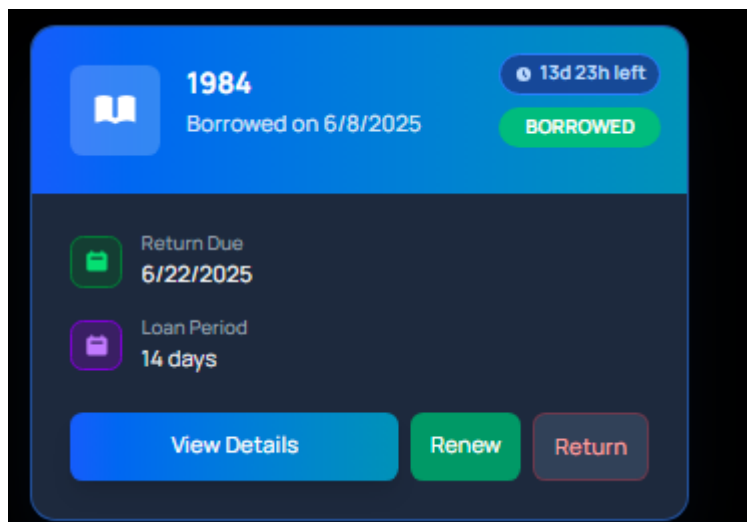 1984
Borrowed on 6/8/2025
13d 23h left
BORROWED
Return Due
6/22/2025
Loan Period
14 days
View Details
Renew
Return